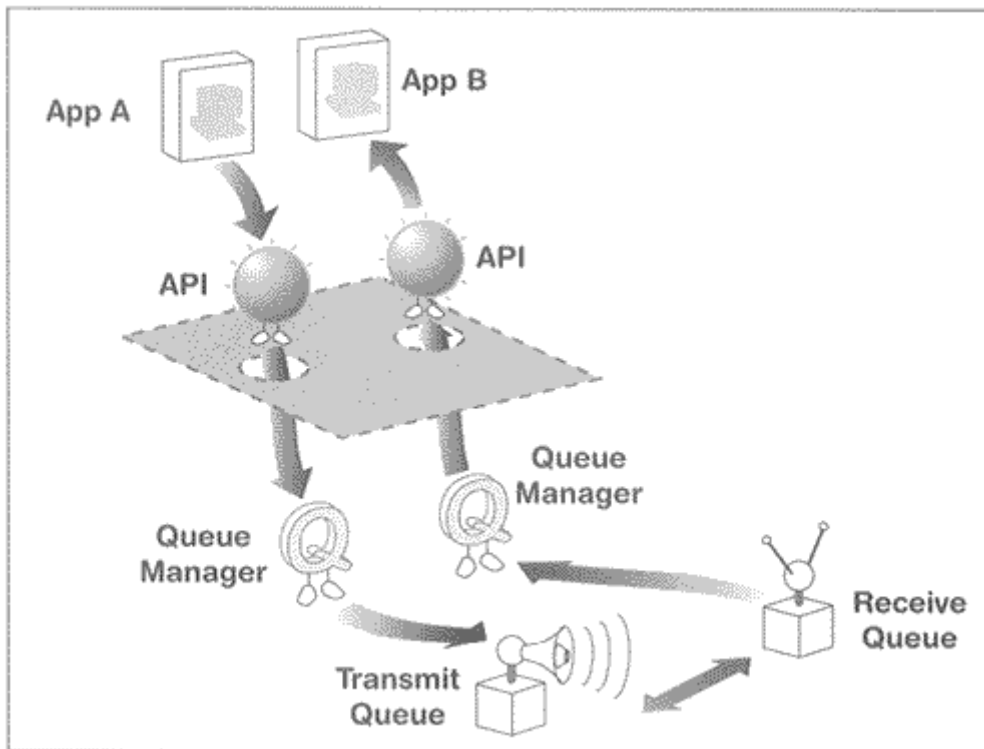 App A
App B
API
API
Queue
Manager
Queue
Manager
Transmit
Queue
Receive
Queue